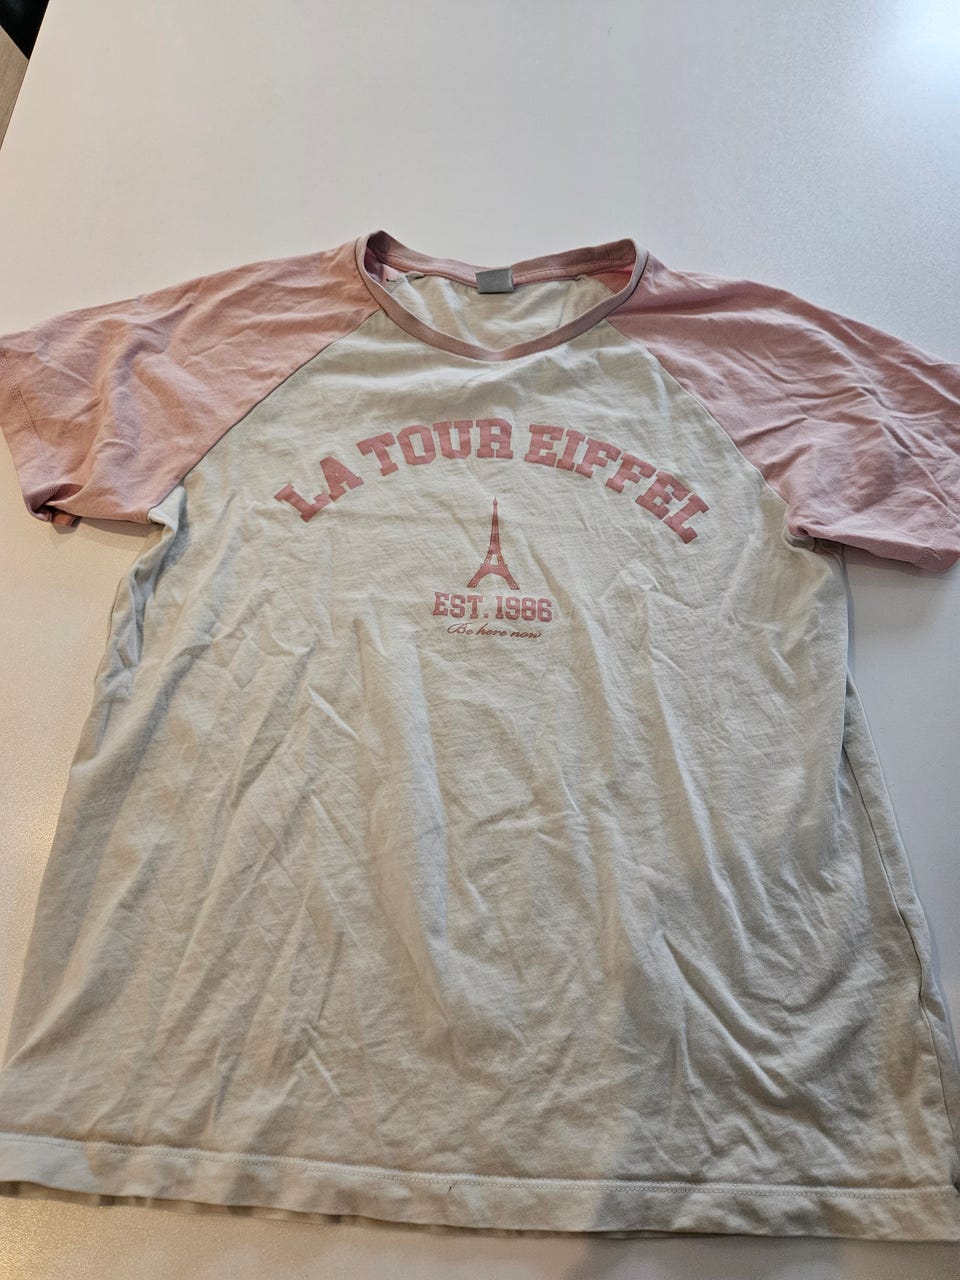 LA TOUR EIFFEL
EST. 1986
Be here now